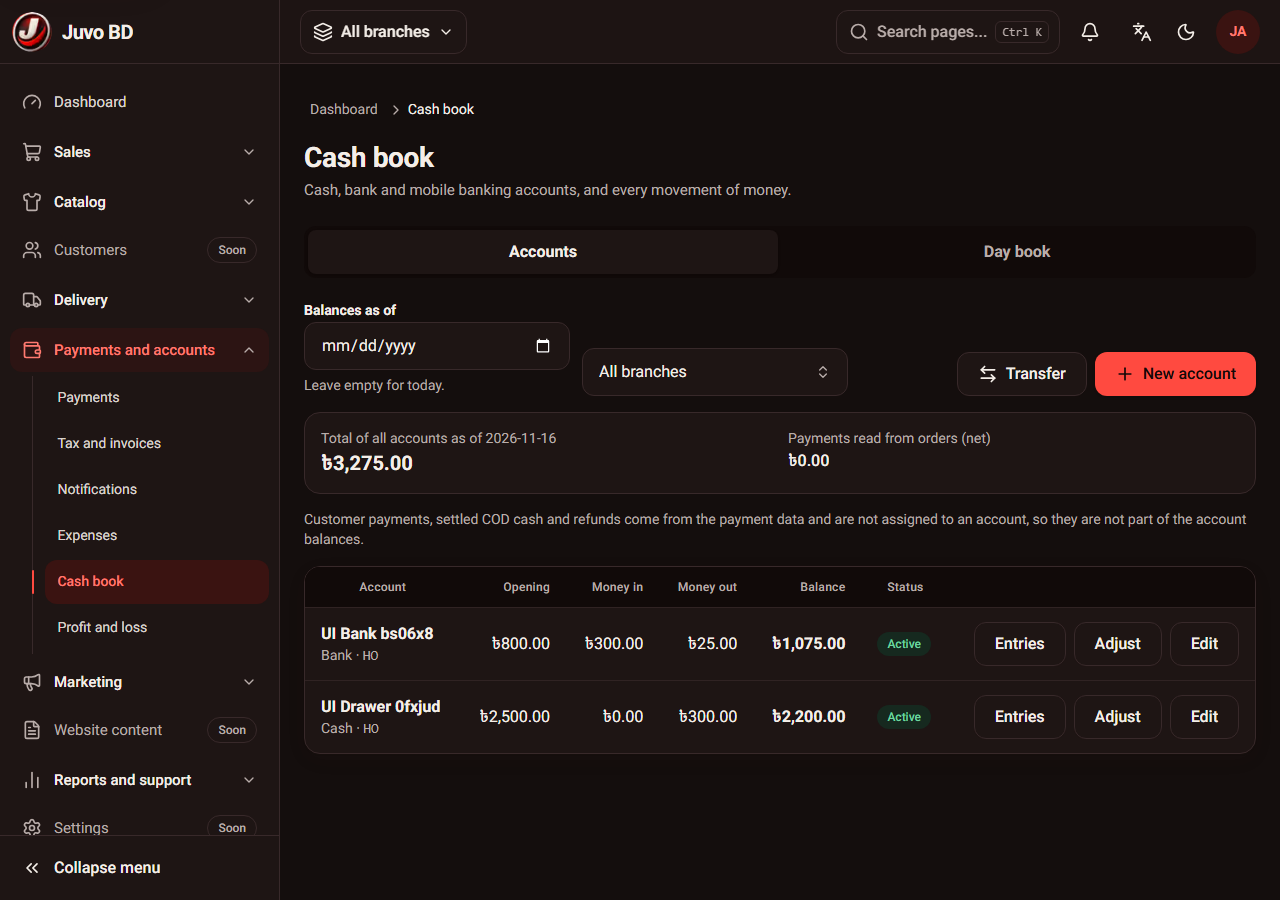 Juvo BD
All branches
Search pages... Ctrl K
JA
Dashboard
Sales
Catalog
Customers Soon
Delivery
Payments and accounts
Payments
Tax and invoices
Notifications
Expenses
Cash book
Profit and loss
Marketing
Website content Soon
Reports and support
Settings Soon
Collapse menu
Dashboard > Cash book
Cash book
Cash, bank and mobile banking accounts, and every movement of money.
Accounts Day book
Balances as of
mm/dd/yyyy
Leave empty for today.
All branches
Transfer
New account
Total of all accounts as of 2026-11-16
৳3,275.00
Payments read from orders (net)
৳0.00
Customer payments, settled COD cash and refunds come from the payment data and are not assigned to an account, so they are not part of the account
balances.
Account Opening Money in Money out Balance Status
UI Bank bs06x8 ৳800.00 ৳300.00 ৳25.00 ৳1,075.00 Active Entries Adjust Edit
Bank · HO
UI Drawer 0fxjud ৳2,500.00 ৳0.00 ৳300.00 ৳2,200.00 Active Entries Adjust Edit
Cash · HO